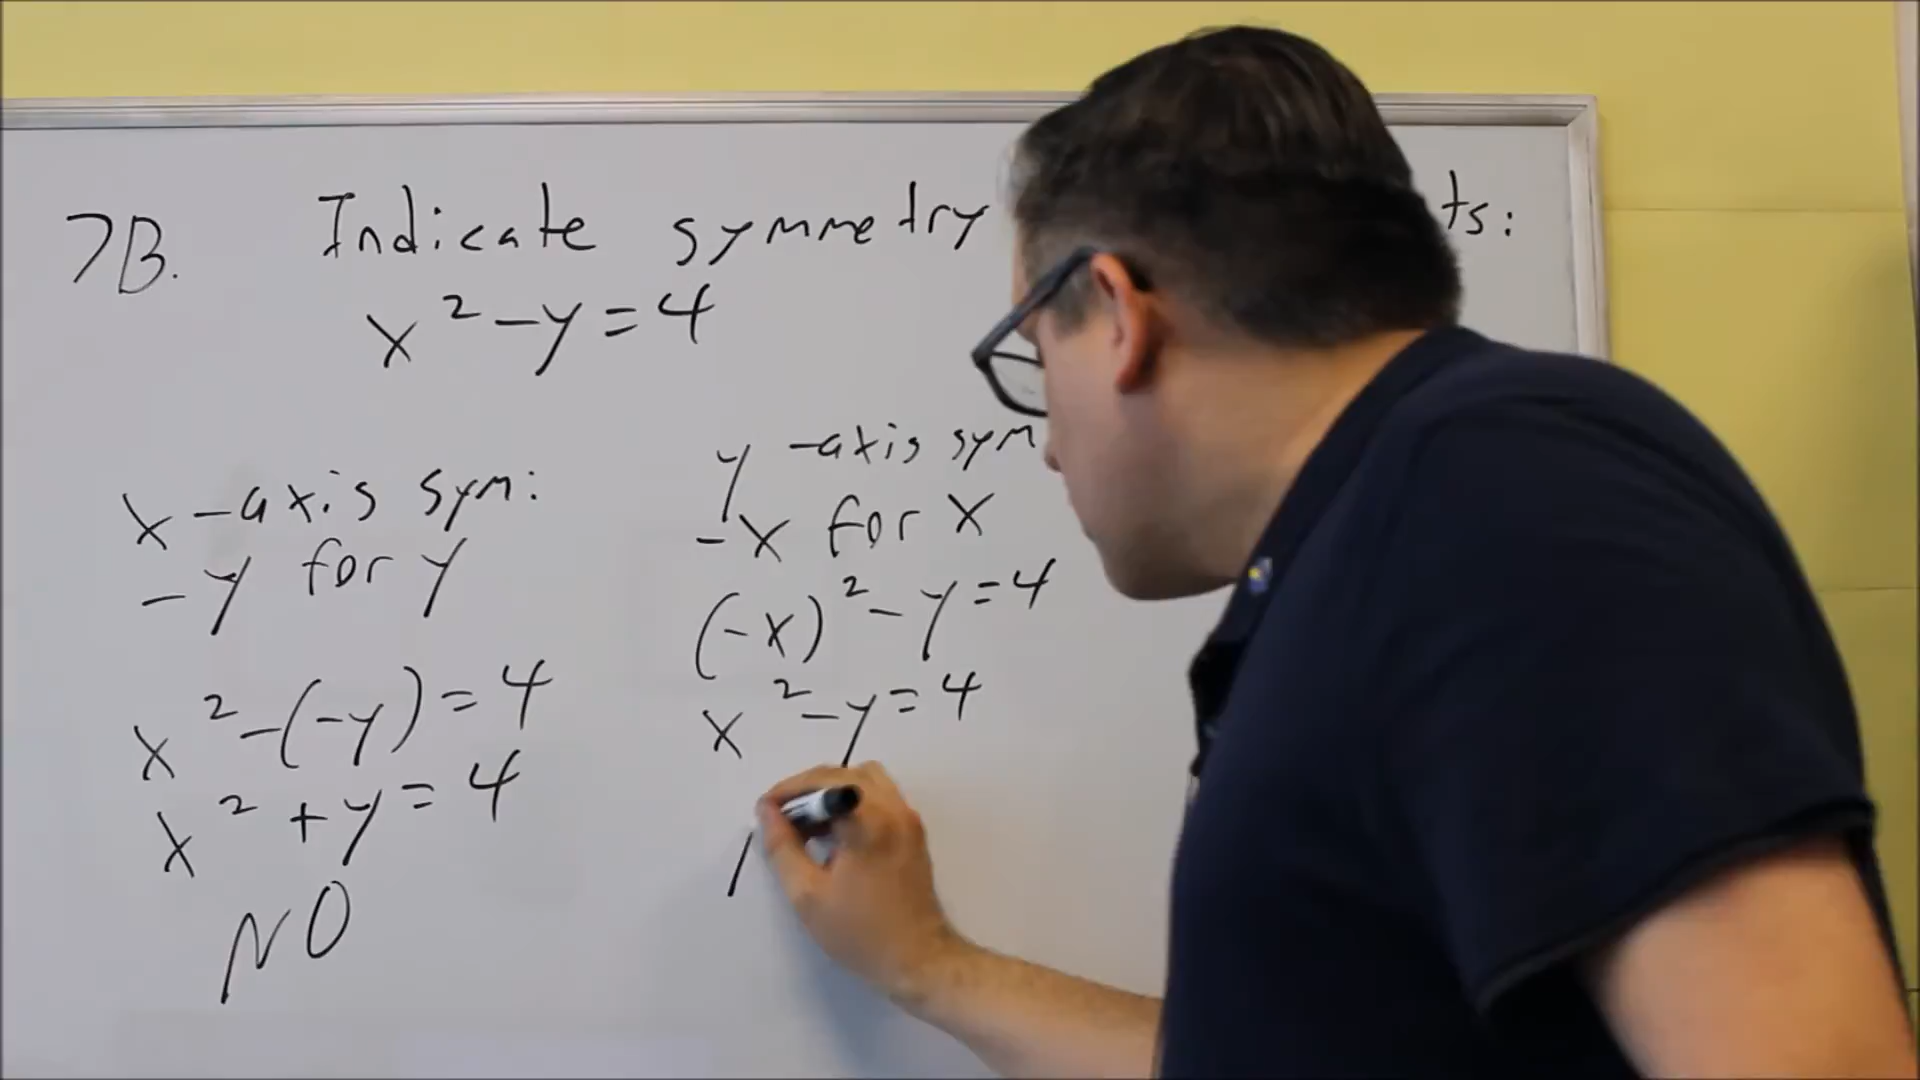 7B. Indicate symmetry ts:
x² - y = 4
x-axis sym:
-y for y
x² - (-y) = 4
x² + y = 4
NO
y-axis sym
-x for x
(-x)² - y = 4
x² - y = 4